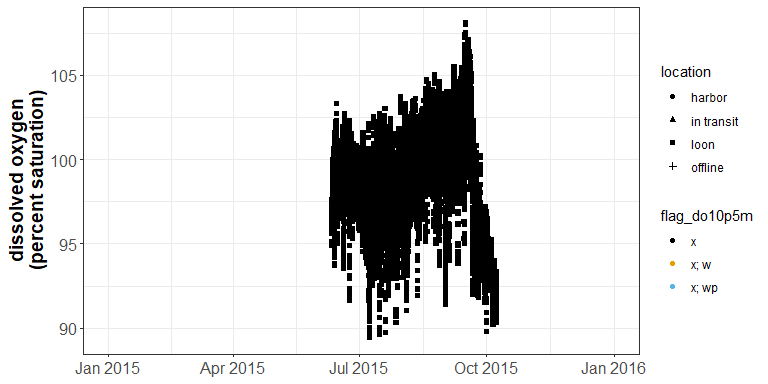 dissolved oxygen
(percent saturation)
105
100
95
90
Jan 2015
Apr 2015
Jul 2015
Oct 2015
Jan 2016
location
harbor
in transit
loon
offline
flag_do10p5m
x
x; w
x; wp